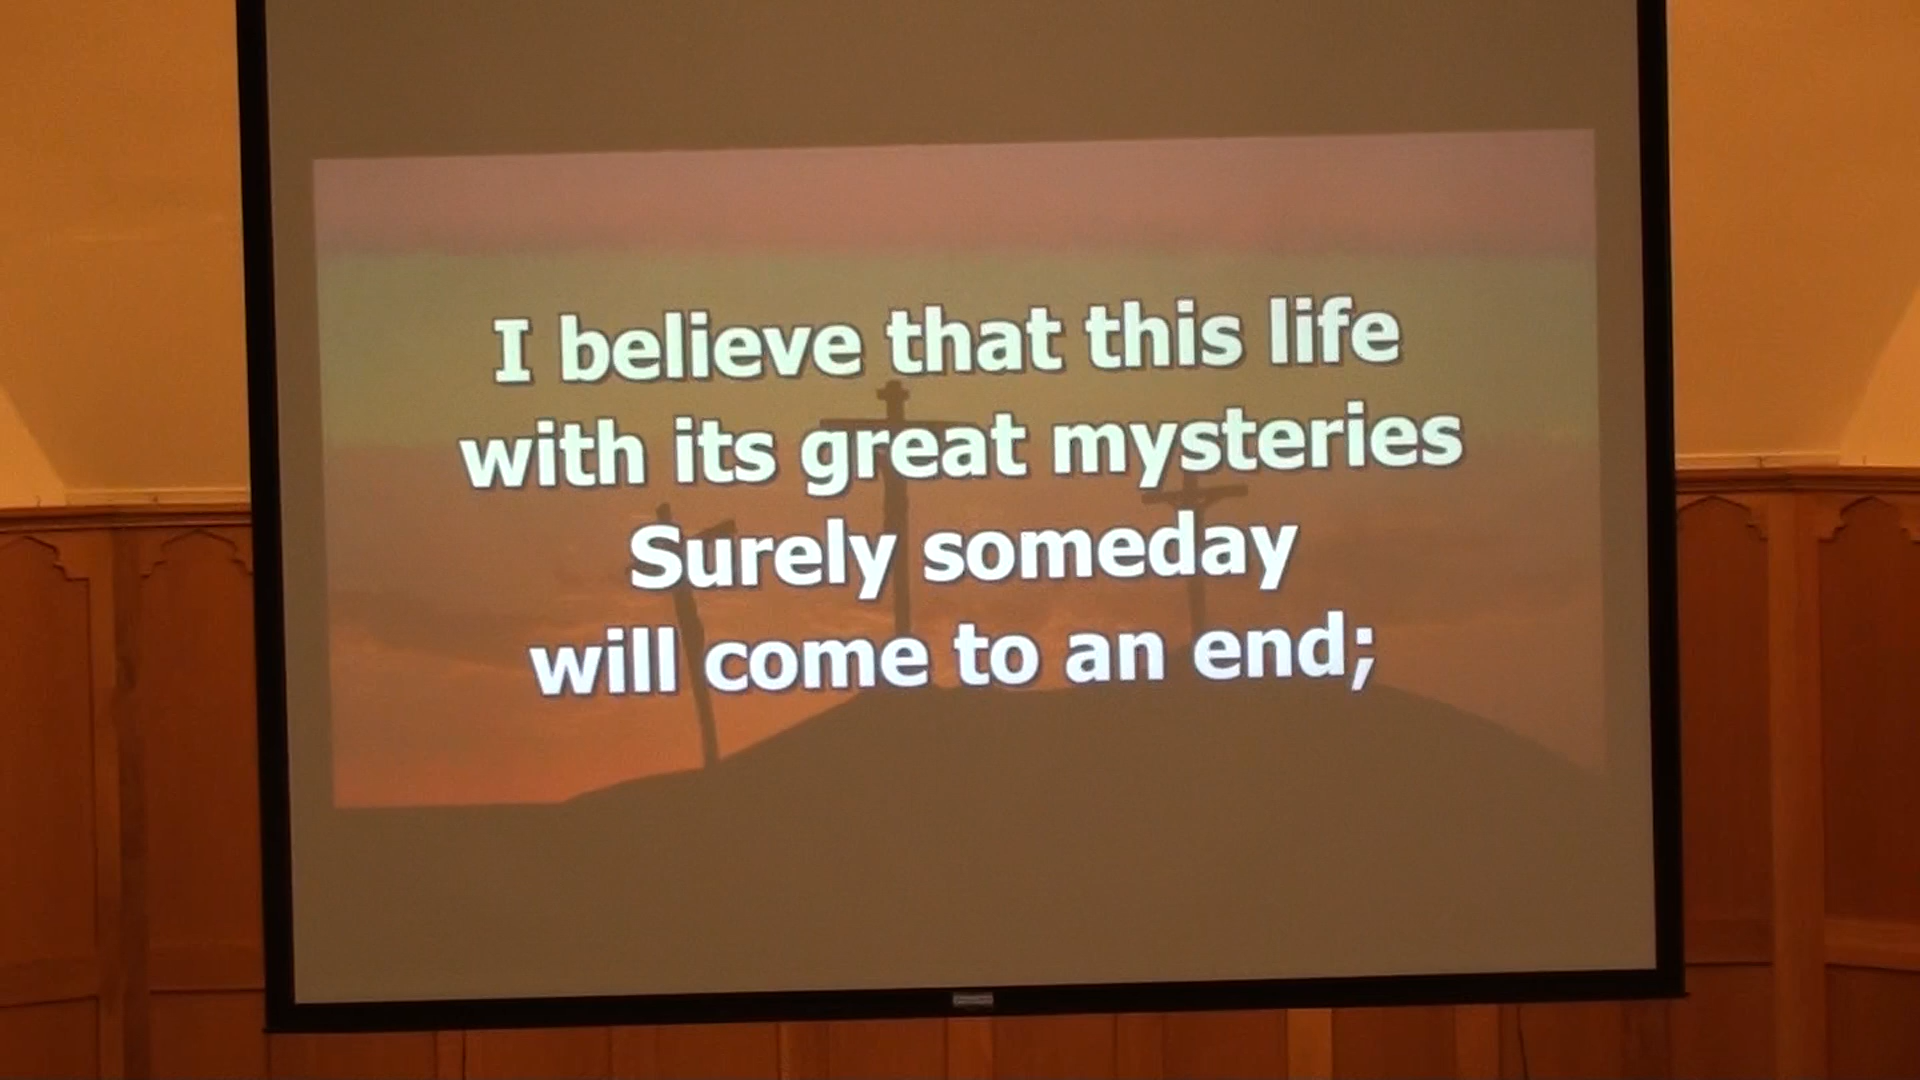 I believe that this life
with its great mysteries
Surely someday
will come to an end;